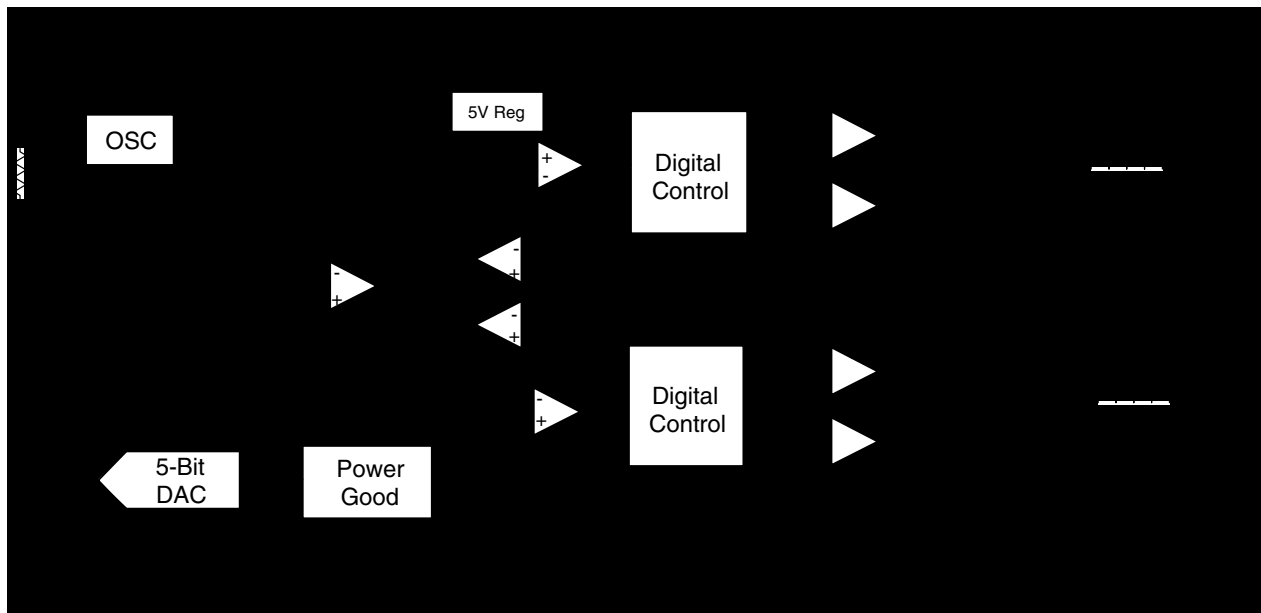 5V Reg
OSC
+
-
Digital
Control
-
+
-
+
-
+
Digital
Control
-
+
5-Bit
DAC
Power
Good